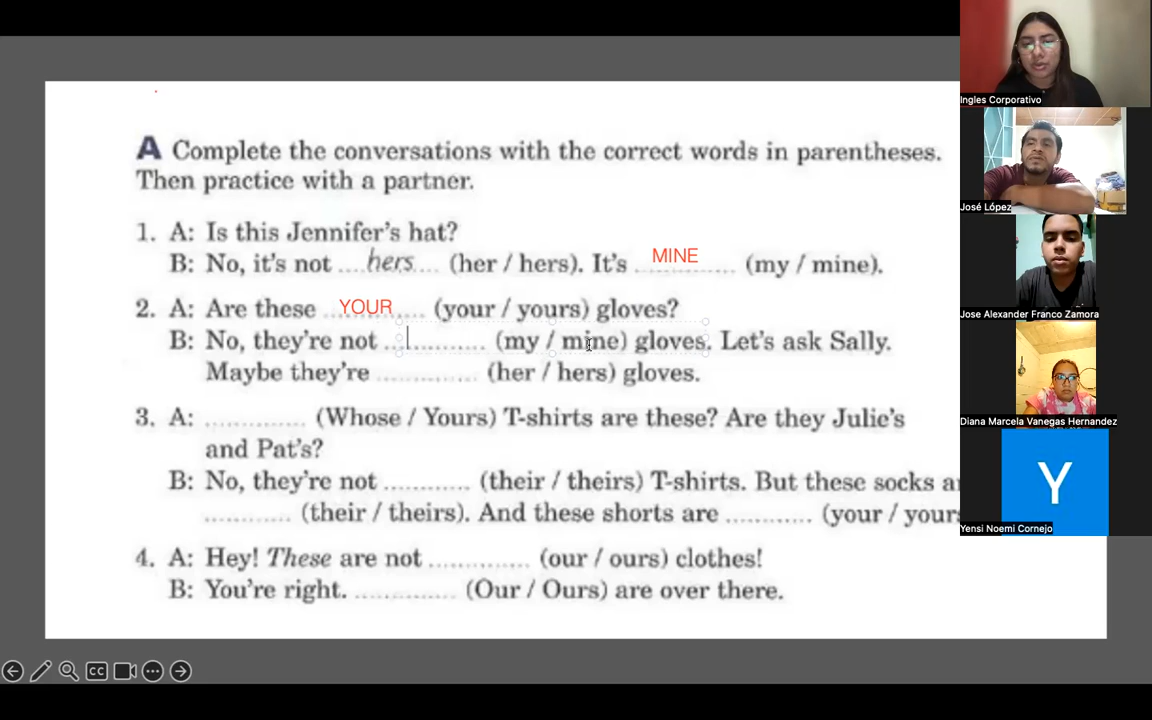 A Complete the conversations with the correct words in parentheses.
Then practice with a partner.
1. A: Is this Jennifer's hat?
B: No, it's not ....hers.... (her / hers). It's MINE (my / mine).
2. A: Are these YOUR (your / yours) gloves?
B: No, they're not ............ (my / mine) gloves. Let's ask Sally.
Maybe they're ............ (her / hers) gloves.
3. A: ............ (Whose / Yours) T-shirts are these? Are they Julie's
and Pat's?
B: No, they're not ............ (their / theirs) T-shirts. But these socks
............ (their / theirs). And these shorts are ............ (your /
4. A: Hey! These are not ............ (our / ours) clothes!
B: You're right. ............ (Our / Ours) are over there.
Ingles Corporativo
José López
Jose Alexander Franco Zamora
Diana Marcela Vanegas Hernandez
Y
Yensi Noemi Cornejo
CC